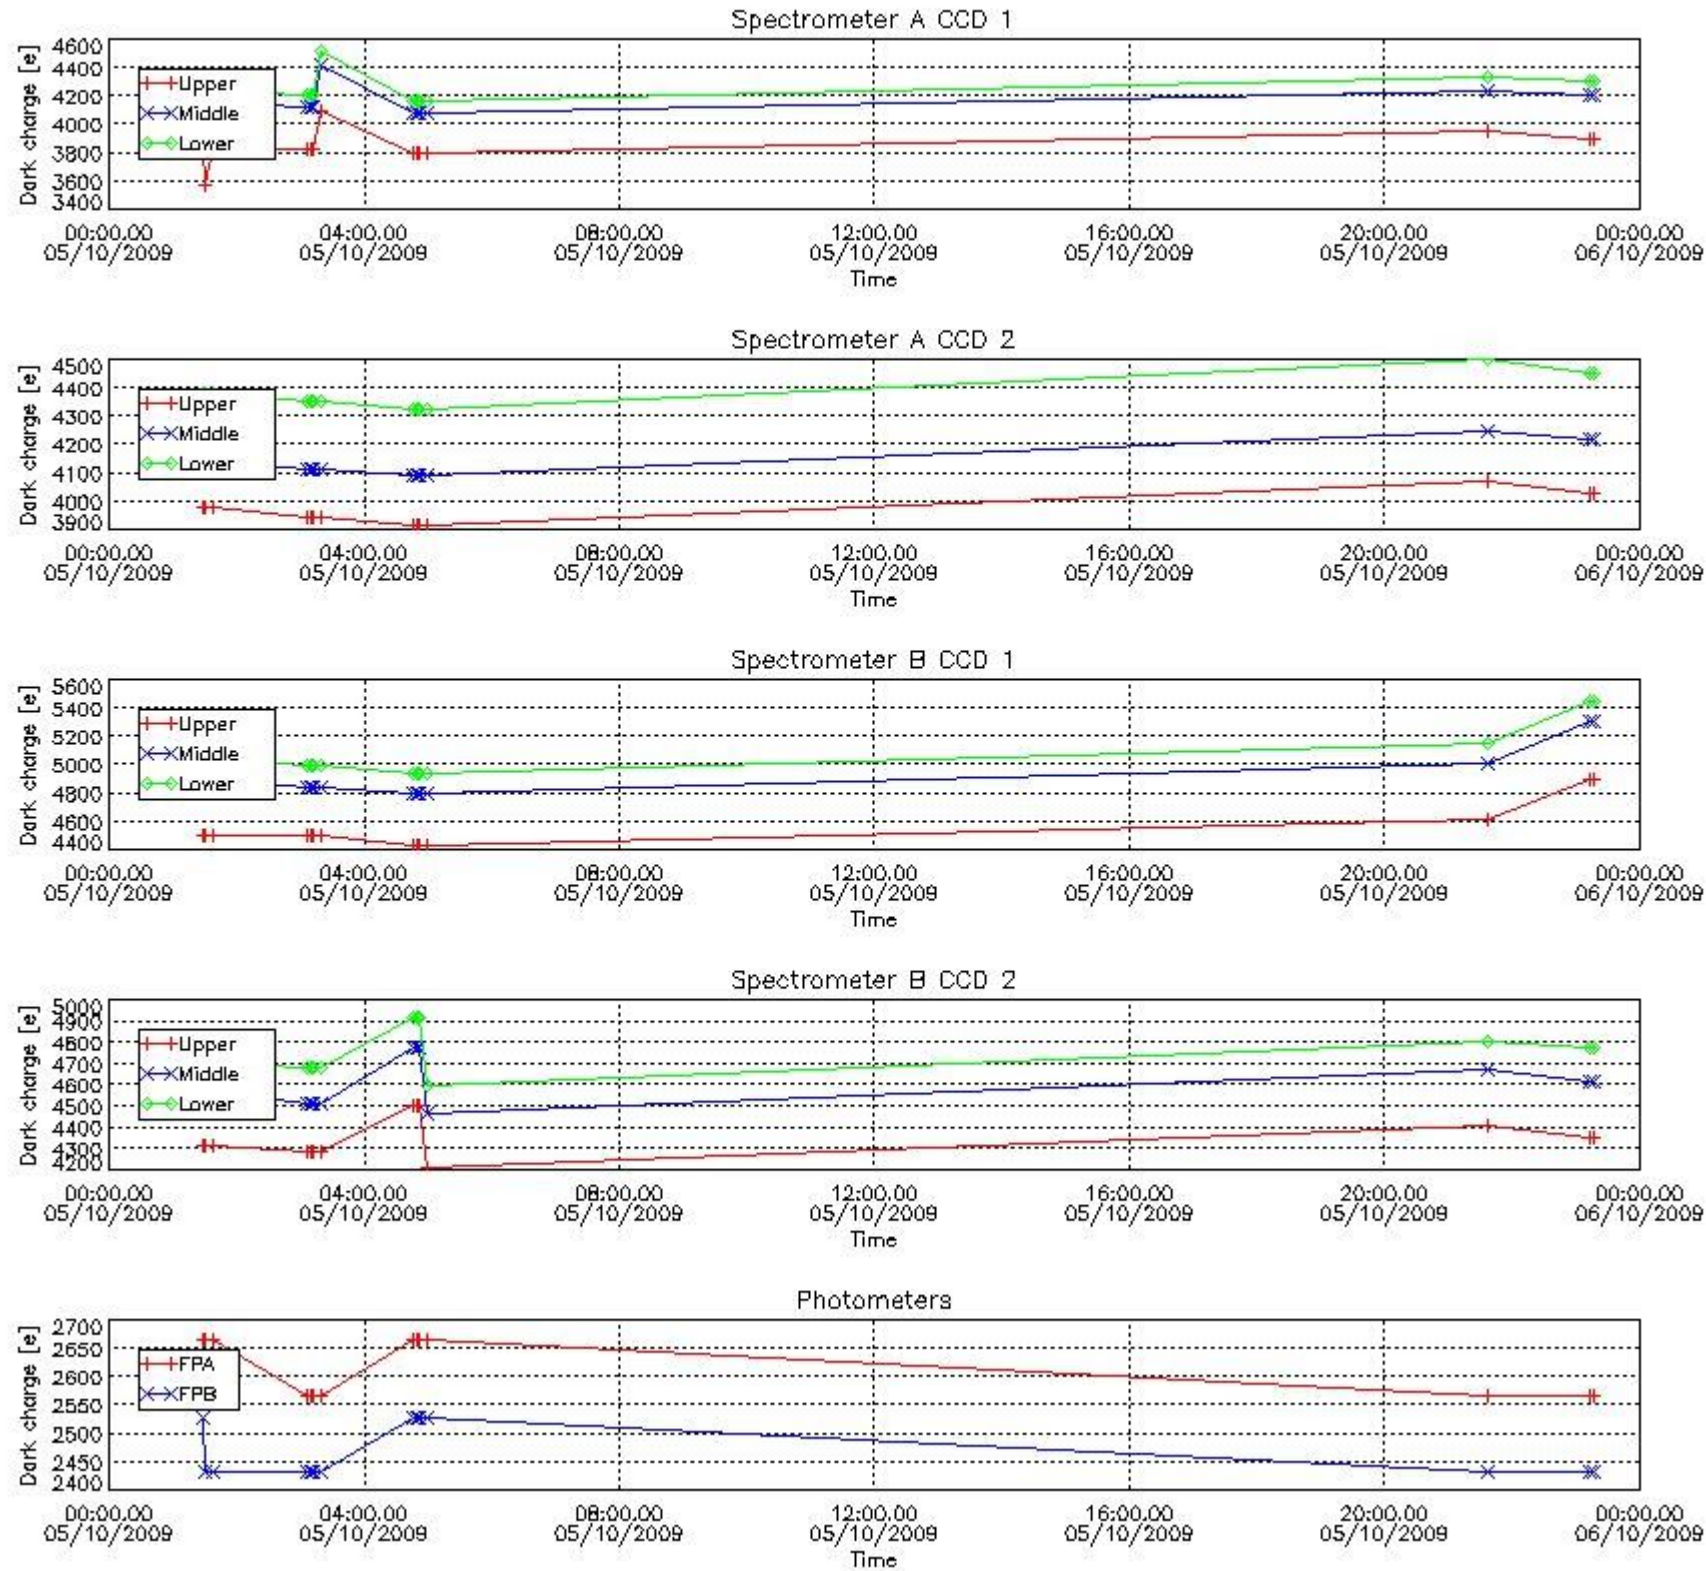 Spectrometer A CCD 1
Dark charge [e]
4600
4400
4200
4000
3800
3600
3400
Upper
Middle
Lower
00:00.00 04:00.00 08:00.00 12:00.00 16:00.00 20:00.00 00:00.00
05/10/2009 05/10/2009 05/10/2009 05/10/2009 05/10/2009 05/10/2009 06/10/2009
Time
Spectrometer A CCD 2
Dark charge [e]
4500
4400
4300
4200
4100
4000
3900
Upper
Middle
Lower
00:00.00 04:00.00 08:00.00 12:00.00 16:00.00 20:00.00 00:00.00
05/10/2009 05/10/2009 05/10/2009 05/10/2009 05/10/2009 05/10/2009 06/10/2009
Time
Spectrometer B CCD 1
Dark charge [e]
5600
5400
5200
5000
4800
4600
4400
Upper
Middle
Lower
00:00.00 04:00.00 08:00.00 12:00.00 16:00.00 20:00.00 00:00.00
05/10/2009 05/10/2009 05/10/2009 05/10/2009 05/10/2009 05/10/2009 06/10/2009
Time
Spectrometer B CCD 2
Dark charge [e]
5000
4900
4800
4700
4600
4500
4400
4300
4200
Upper
Middle
Lower
00:00.00 04:00.00 08:00.00 12:00.00 16:00.00 20:00.00 00:00.00
05/10/2009 05/10/2009 05/10/2009 05/10/2009 05/10/2009 05/10/2009 06/10/2009
Time
Photometers
Dark charge [e]
2700
2650
2600
2550
2500
2450
2400
FPA
FPB
00:00.00 04:00.00 08:00.00 12:00.00 16:00.00 20:00.00 00:00.00
05/10/2009 05/10/2009 05/10/2009 05/10/2009 05/10/2009 05/10/2009 06/10/2009
Time